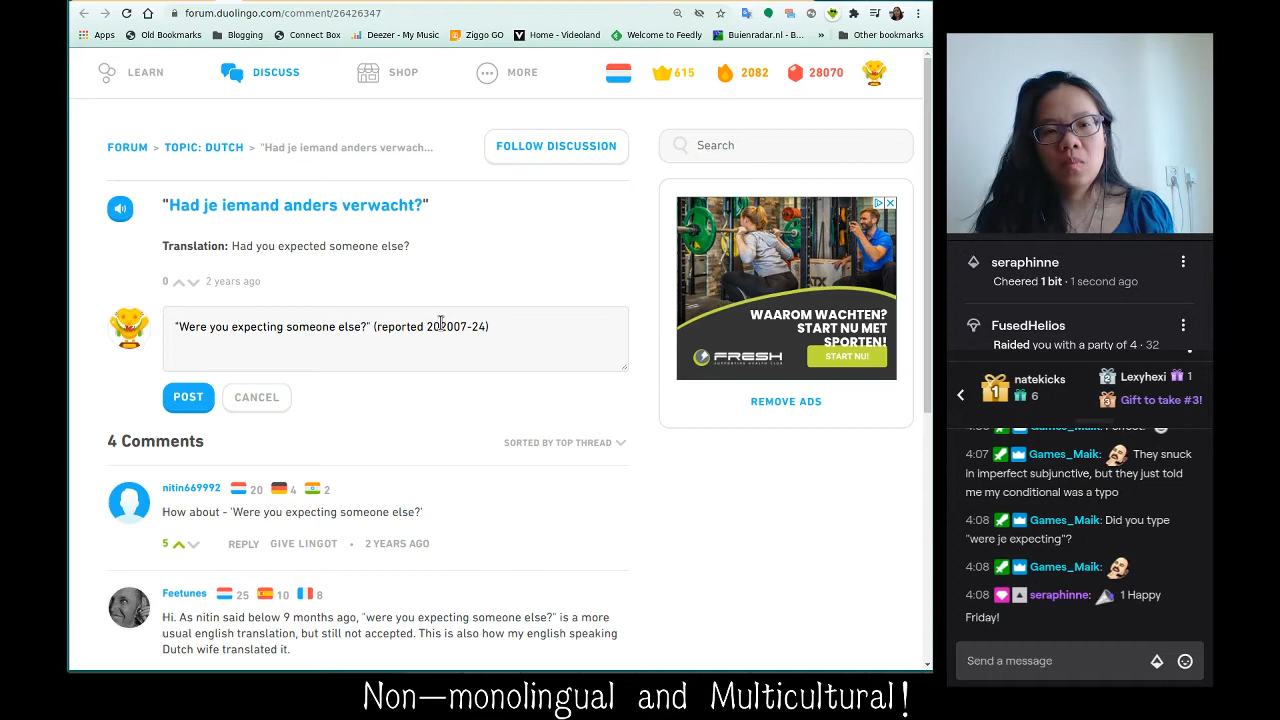 forum.duolingo.com/comment/26426347
Apps Old Bookmarks Blogging Connect Box Deezer - My Music Ziggo GO Home - Videoland Welcome to Feedly Buienradar.nl - B... » Other bookmarks
LEARN DISCUSS SHOP MORE 615 2082 28070
FORUM > TOPIC: DUTCH > "Had je iemand anders verwach...
FOLLOW DISCUSSION
Search
"Had je iemand anders verwacht?"
Translation: Had you expected someone else?
0 2 years ago
"Were you expecting someone else?" (reported 202007-24)
POST CANCEL
4 Comments
SORTED BY TOP THREAD
nitin669992 20 4 2
How about - 'Were you expecting someone else?'
5 REPLY GIVE LINGOT • 2 YEARS AGO
Feetunes 25 10 8
Hi. As nitin said below 9 months ago, "were you expecting someone else?" is a more
usual english translation, but still not accepted. This is also how my english speaking
Dutch wife translated it.
WAAROM WACHTEN?
START NU MET
SPORTEN!
FRESH
START NU!
REMOVE ADS
seraphinne
Cheered 1 bit · 1 second ago
FusedHelios
Raided you with a party of 4 · 32
natekicks
6
Lexyhexi 1
Gift to take #3!
4:07 Games_Maik: They snuck
in imperfect subjunctive, but they just told
me my conditional was a typo
4:08 Games_Maik: Did you type
"were je expecting"?
4:08 Games_Maik:
4:08 seraphinne: 1 Happy
Friday!
Send a message
Non-monolingual and Multicultural!